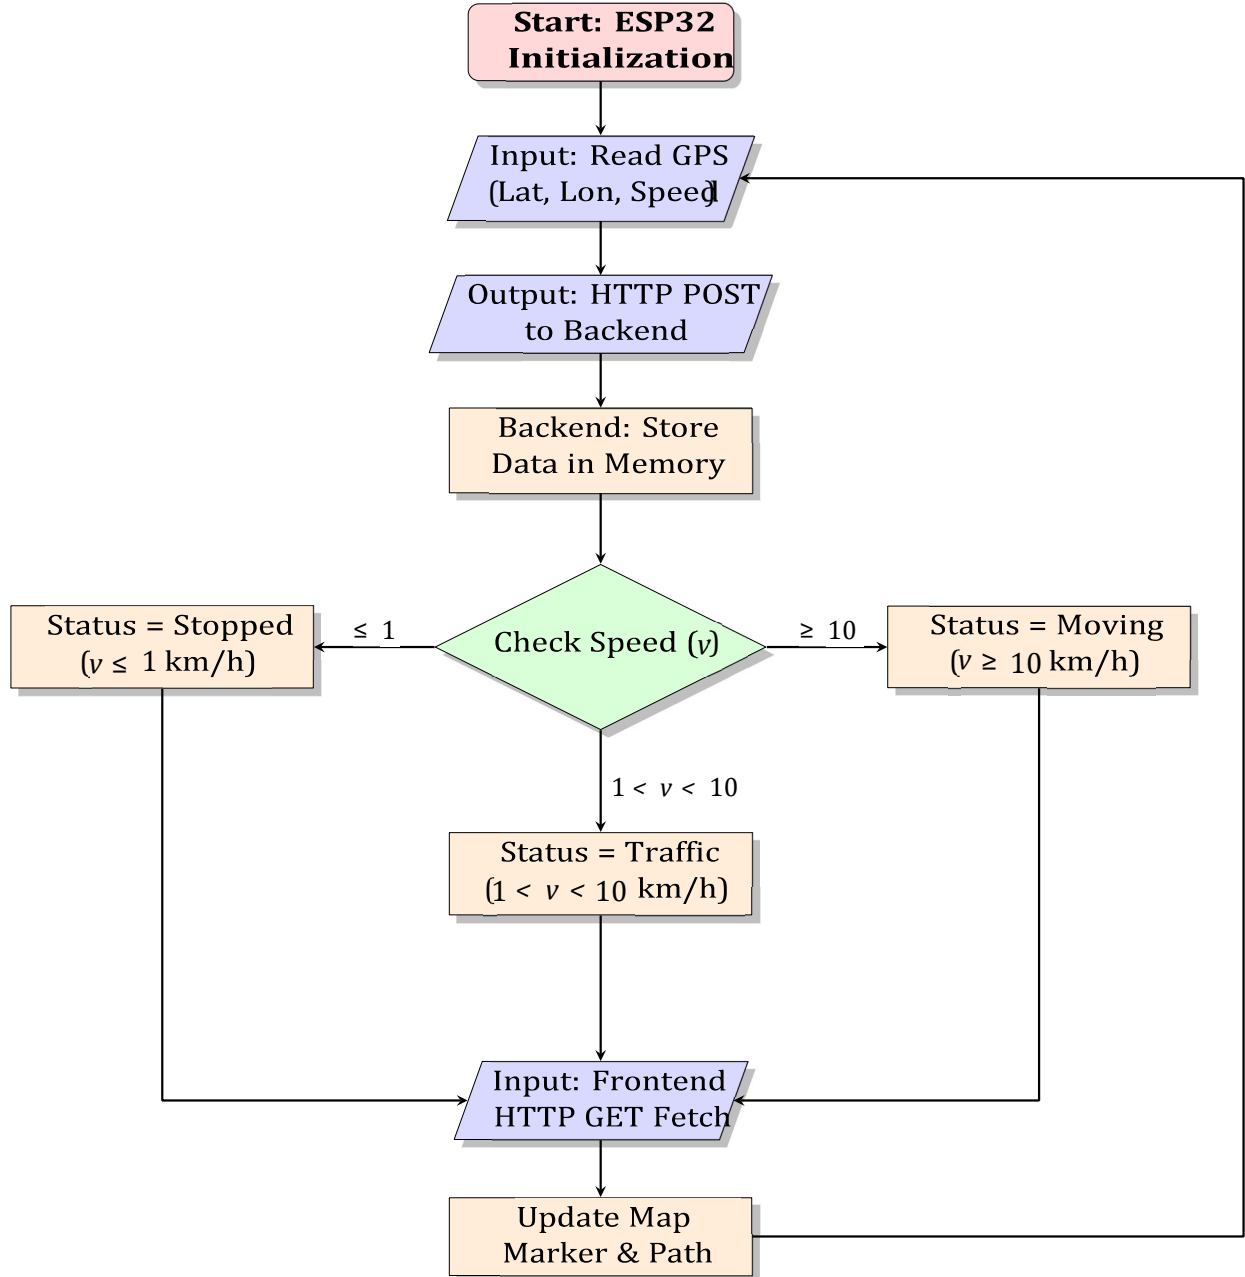 Start: ESP32
Initialization
Input: Read GPS
(Lat, Lon, Speed)
Output: HTTP POST
to Backend
Backend: Store
Data in Memory
Check Speed (v)
≤ 1
≥ 10
Status = Stopped
(v ≤ 1 km/h)
Status = Moving
(v ≥ 10 km/h)
1 < v < 10
Status = Traffic
(1 < v < 10 km/h)
Input: Frontend
HTTP GET Fetch
Update Map
Marker & Path